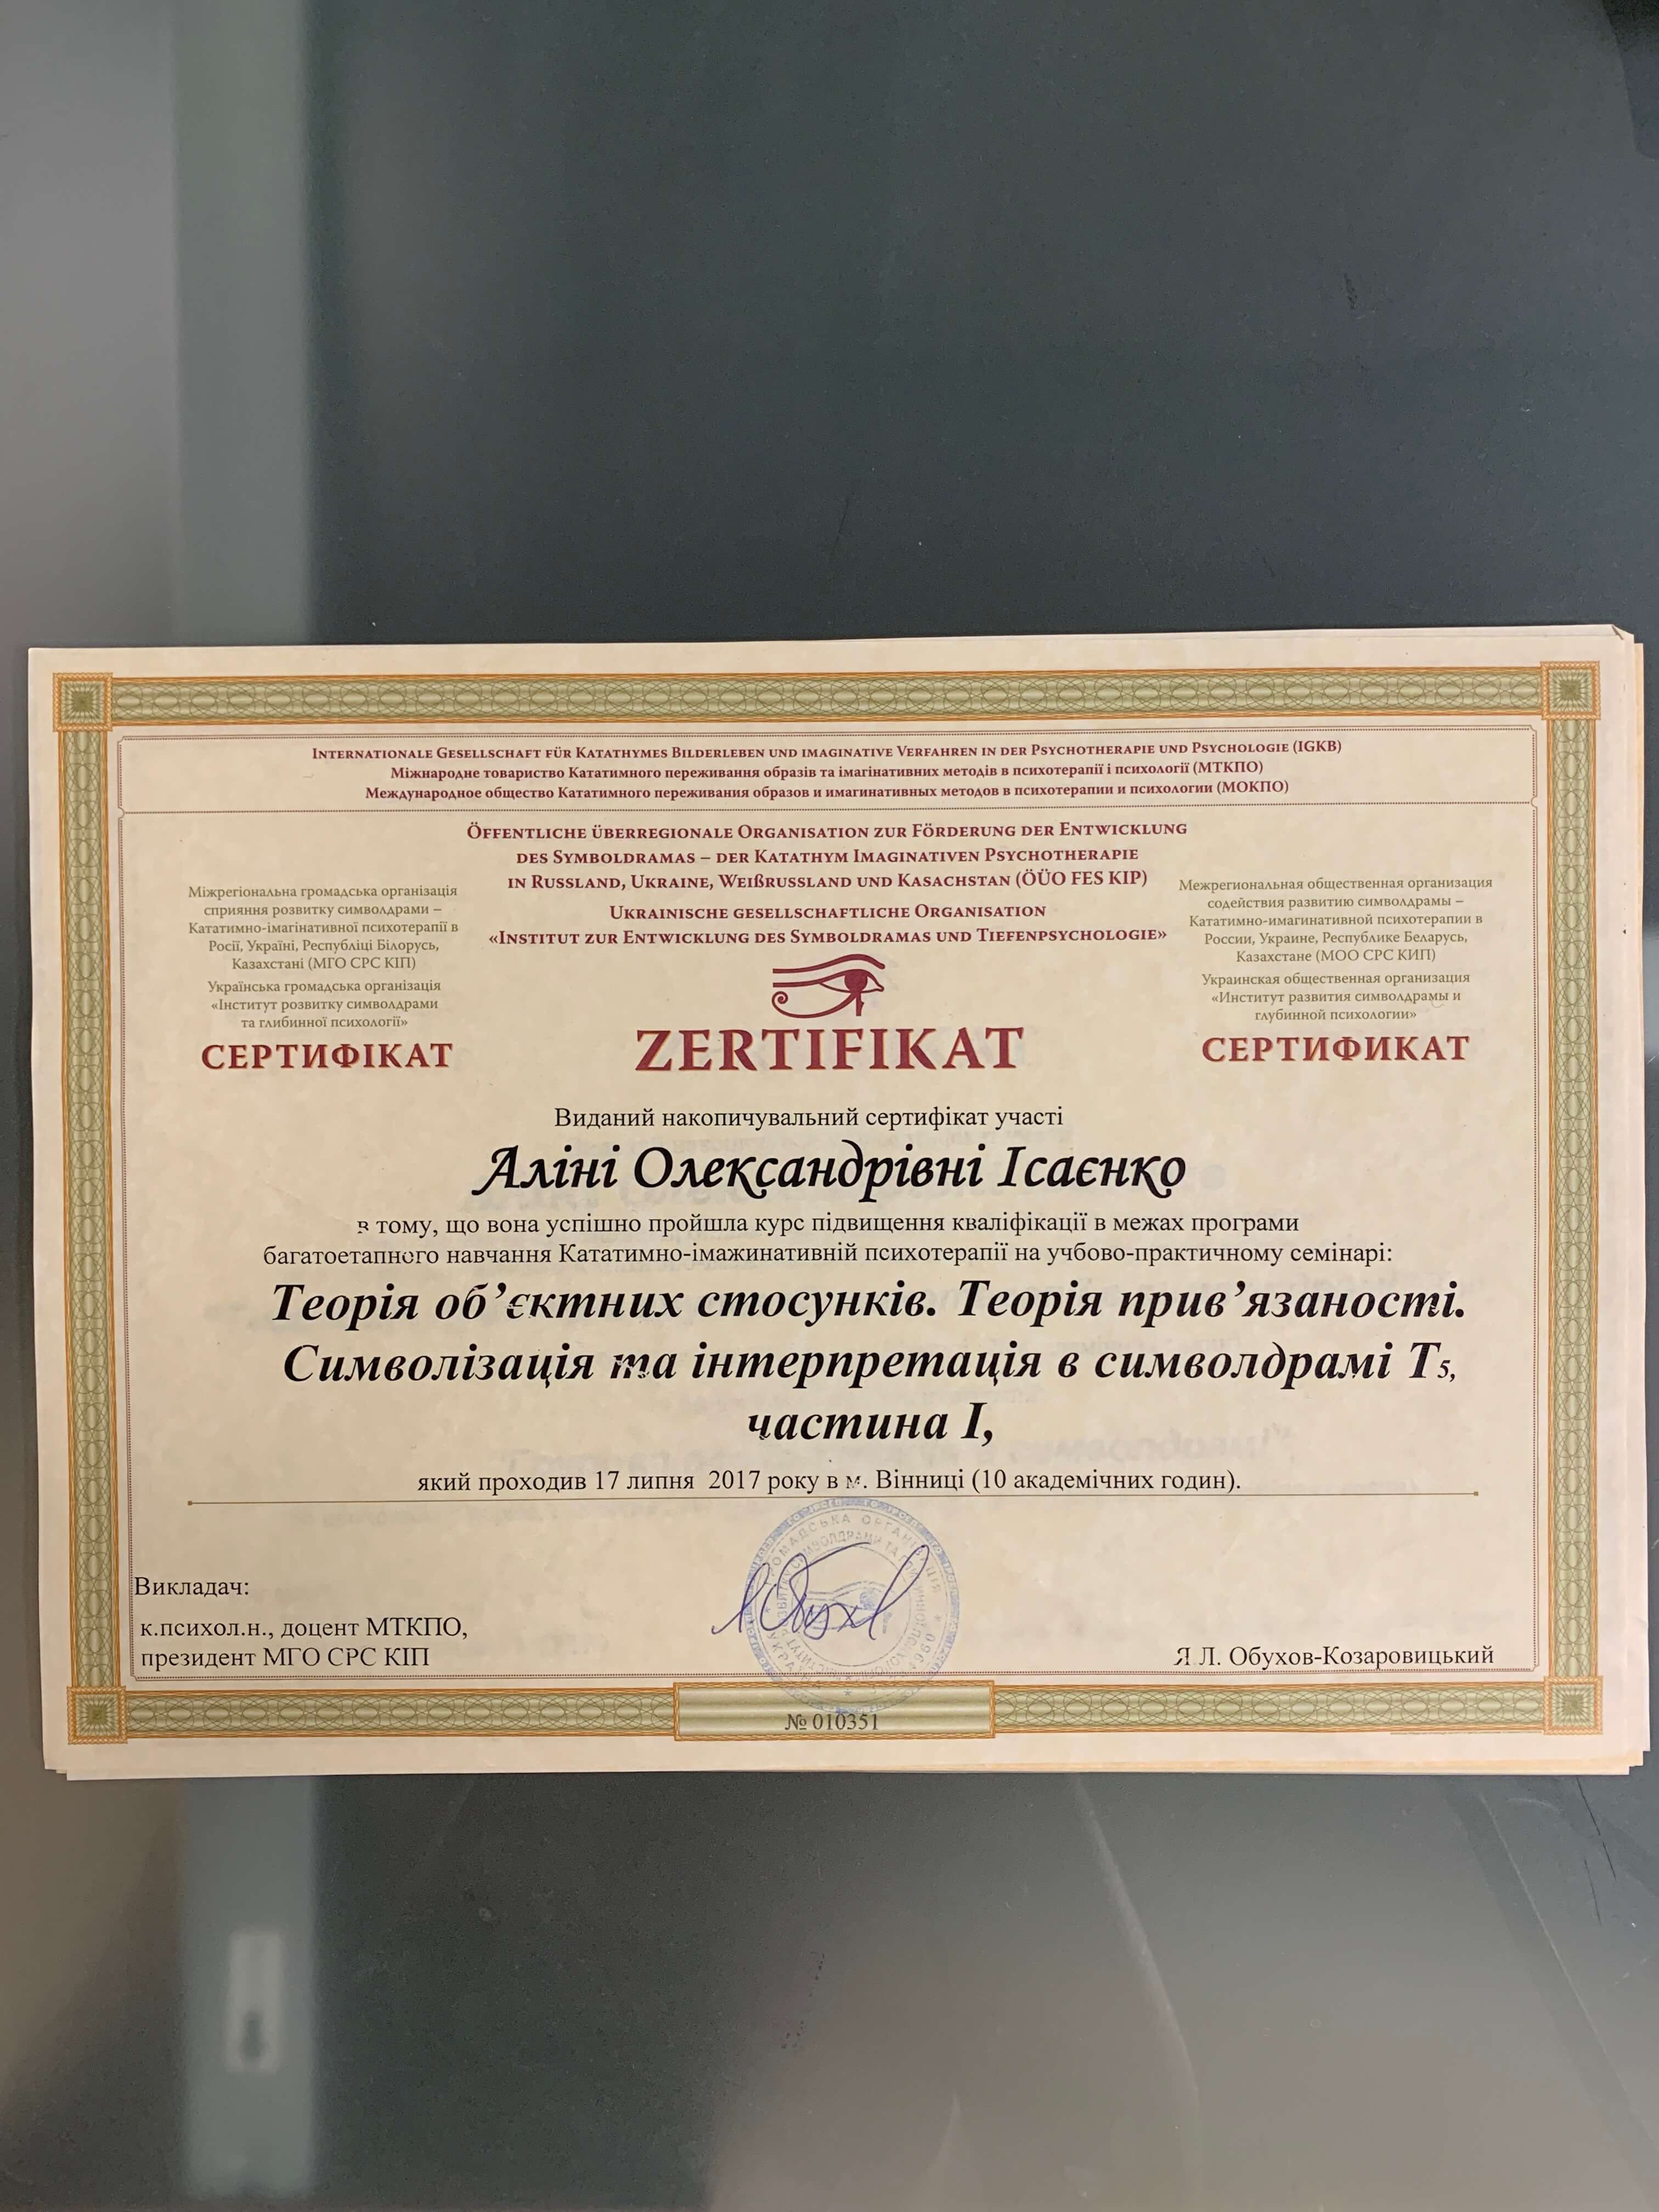 Internationale Gesellschaft für Katathymes Bilderleben und imaginative Verfahren in der Psychotherapie und Psychologie (IGKB)
Міжнародне товариство Кататимного переживання образів та імагінативних методів в психотерапії і психології (МТКПО)
Международное общество Кататимного переживания образов и имагинативных методов в психотерапии и психологии (МОКПО)
Öffentliche überregionale Organisation zur Förderung der Entwicklung
des Symboldramas – der Katathym Imaginativen Psychotherapie
in Russland, Ukraine, Weißrussland und Kasachstan (ÖÜO FES KIP)
Ukrainische gesellschaftliche Organisation
«Institut zur Entwicklung des Symboldramas und Tiefenpsychologie»
Міжрегіональна громадська організація
сприяння розвитку символдрами –
Кататимно-імагінативної психотерапії в
Росії, Україні, Республіці Білорусь,
Казахстані (МГО СРС КІП)
Українська громадська організація
«Інститут розвитку символдрами
та глибинної психології»
СЕРТИФІКАТ
ZERTIFIKAT
Межрегиональная общественная организация
содействия развитию символдрамы –
Кататимно-имагинативной психотерапии в
России, Украине, Республике Беларусь,
Казахстане (МОО СРС КИП)
Украинская общественная организация
«Институт развития символдрамы и
глубинной психологии»
СЕРТИФИКАТ
Виданий накопичувальний сертифікат участі
Аліні Олександрівні Ісаєнко
в тому, що вона успішно пройшла курс підвищення кваліфікації в межах програми
багатоетапного навчання Кататимно-імажинативній психотерапії на учбово-практичному семінарі:
Теорія об’єктних стосунків. Теорія прив’язаності.
Символізація та інтерпретація в символдрамі Т5,
частина І,
який проходив 17 липня 2017 року в м. Вінниці (10 академічних годин).
Викладач:
к.психол.н., доцент МТКПО,
президент МГО СРС КІП
Я Л. Обухов-Козаровицький
№ 010351